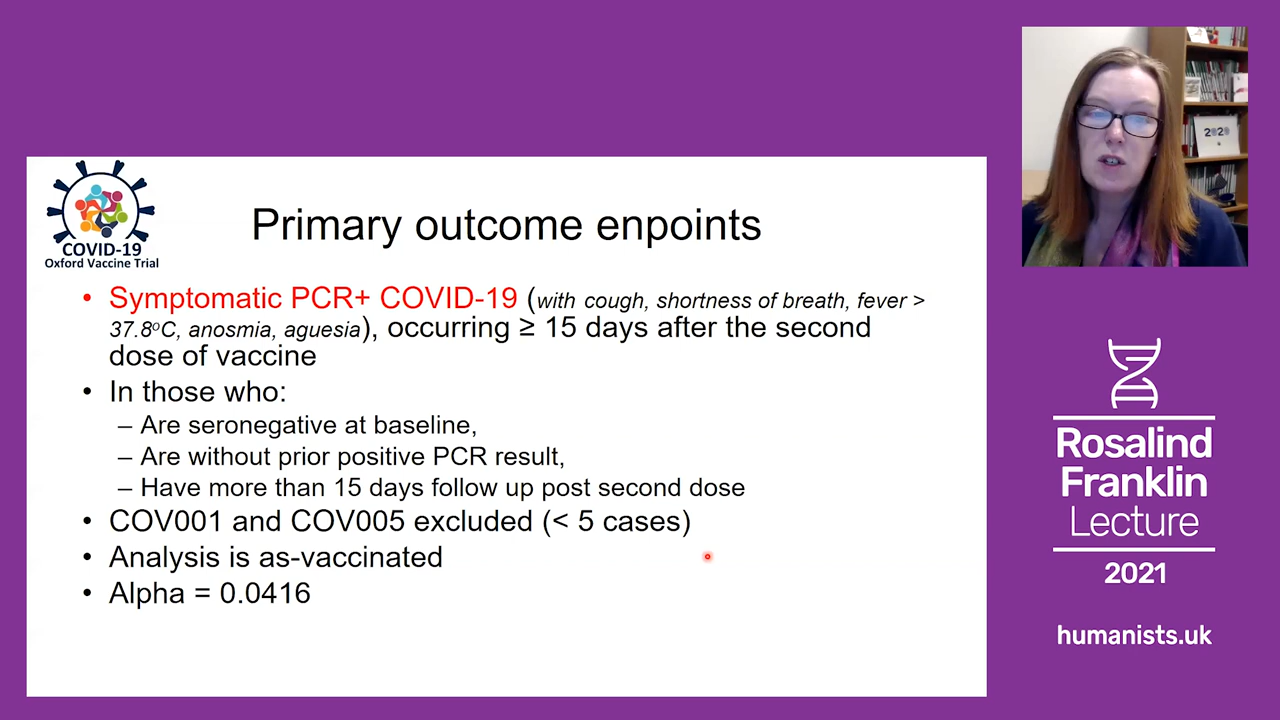 COVID-19
Oxford Vaccine Trial
Primary outcome enpoints
• Symptomatic PCR+ COVID-19 (with cough, shortness of breath, fever >
37.8°C, anosmia, aguesia), occurring ≥ 15 days after the second
dose of vaccine
• In those who:
– Are seronegative at baseline,
– Are without prior positive PCR result,
– Have more than 15 days follow up post second dose
• COV001 and COV005 excluded (< 5 cases)
• Analysis is as-vaccinated
• Alpha = 0.0416
2020
Rosalind
Franklin
Lecture
2021
humanists.uk